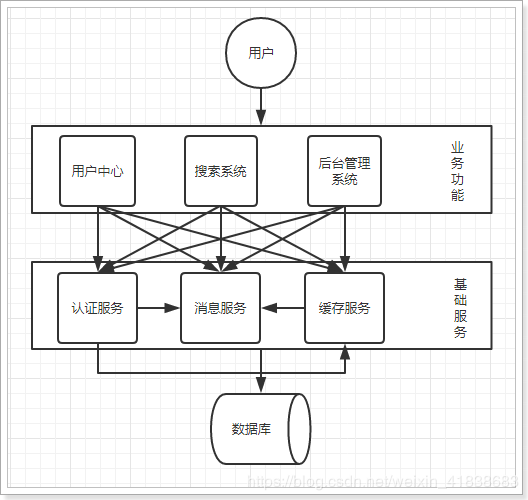 用户
用户中心
搜索系统
后台管理
系统
业
务
功
能
认证服务
消息服务
缓存服务
基
础
服
务
数据库
https://blog.csdn.net/weixin_41838683